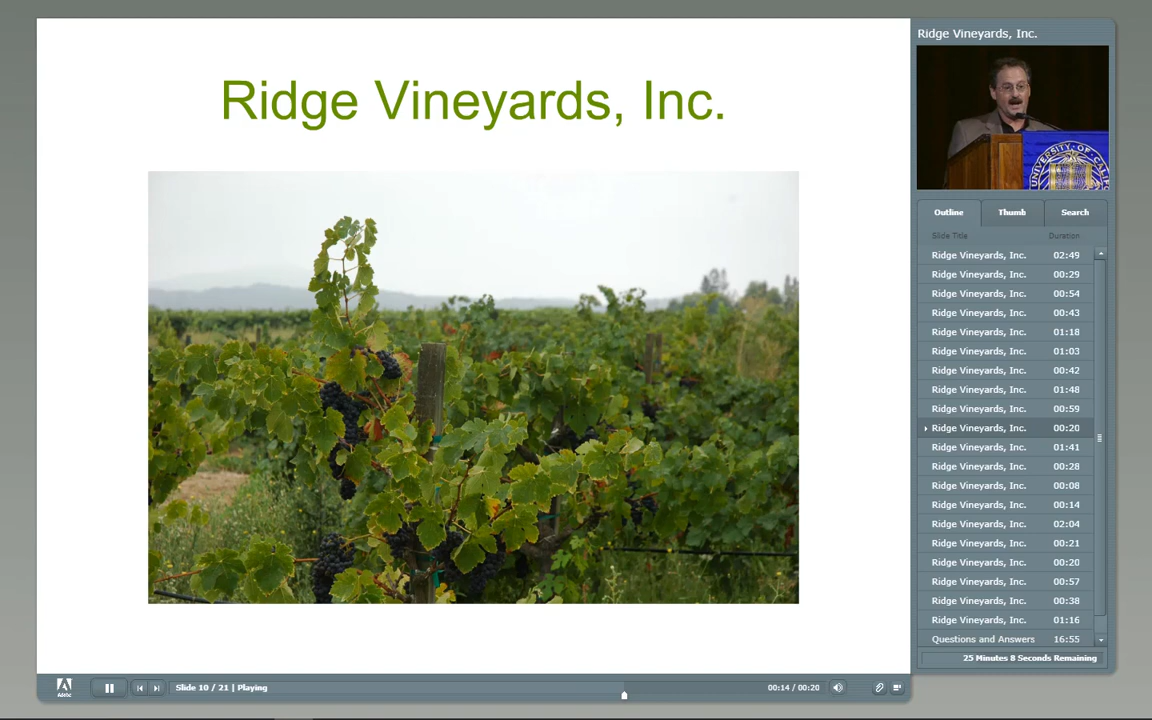 Ridge Vineyards, Inc.
Ridge Vineyards, Inc.
UNIVERSITY OF CALIF
Outline Thumb Search
Slide Title Duration
Ridge Vineyards, Inc. 02:49
Ridge Vineyards, Inc. 00:29
Ridge Vineyards, Inc. 00:54
Ridge Vineyards, Inc. 00:43
Ridge Vineyards, Inc. 01:18
Ridge Vineyards, Inc. 01:03
Ridge Vineyards, Inc. 00:42
Ridge Vineyards, Inc. 01:48
Ridge Vineyards, Inc. 00:59
Ridge Vineyards, Inc. 00:20
Ridge Vineyards, Inc. 01:41
Ridge Vineyards, Inc. 00:28
Ridge Vineyards, Inc. 00:08
Ridge Vineyards, Inc. 00:14
Ridge Vineyards, Inc. 02:04
Ridge Vineyards, Inc. 00:21
Ridge Vineyards, Inc. 00:20
Ridge Vineyards, Inc. 00:57
Ridge Vineyards, Inc. 00:38
Ridge Vineyards, Inc. 01:16
Questions and Answers 16:55
25 Minutes 8 Seconds Remaining
Adobe
Slide 10 / 21 | Playing
00:14 / 00:20